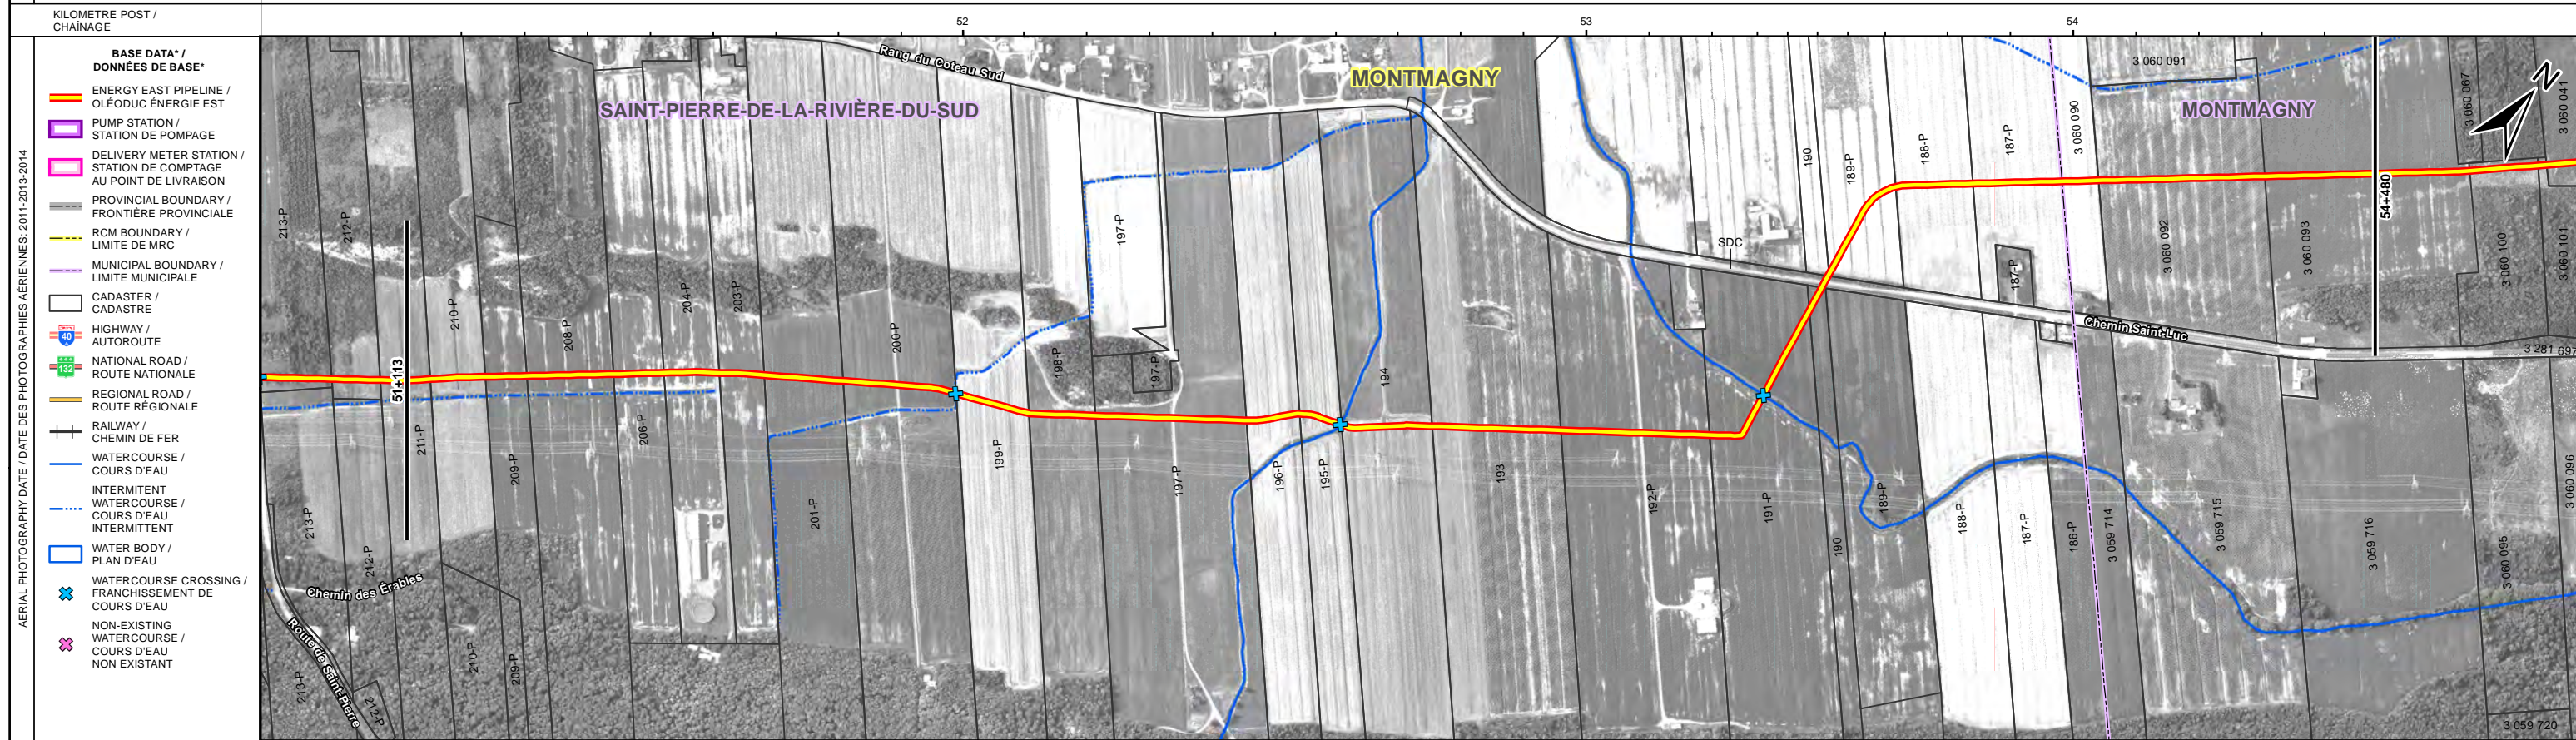 KILOMETRE POST /
CHAÎNAGE
52
53
54
AERIAL PHOTOGRAPHY DATE / DATE DES PHOTOGRAPHIES AÉRIENNES: 2011-2013-2014
BASE DATA* /
DONNÉES DE BASE*
ENERGY EAST PIPELINE /
OLÉODUC ÉNERGIE EST
PUMP STATION /
STATION DE POMPAGE
DELIVERY METER STATION /
STATION DE COMPTAGE
AU POINT DE LIVRAISON
PROVINCIAL BOUNDARY /
FRONTIÈRE PROVINCIALE
RCM BOUNDARY /
LIMITE DE MRC
MUNICIPAL BOUNDARY /
LIMITE MUNICIPALE
CADASTER /
CADASTRE
40
HIGHWAY /
AUTOROUTE
132
NATIONAL ROAD /
ROUTE NATIONALE
REGIONAL ROAD /
ROUTE RÉGIONALE
RAILWAY /
CHEMIN DE FER
WATERCOURSE /
COURS D'EAU
INTERMITENT
WATERCOURSE /
COURS D'EAU
INTERMITTENT
WATER BODY /
PLAN D'EAU
WATERCOURSE CROSSING /
FRANCHISSEMENT DE
COURS D'EAU
NON-EXISTING
WATERCOURSE /
COURS D'EAU
NON EXISTANT
Rang du Coteau Sud
SAINT-PIERRE-DE-LA-RIVIÈRE-DU-SUD
MONTMAGNY
MONTMAGNY
N
3 060 091
3 060 067
3 060 041
3 060 090
190
189-P
188-P
187-P
213-P
212-P
197-P
SDC
54+480
3 060 092
3 060 093
3 060 100
3 060 101
187-P
210-P
208-P
204-P
203-P
200-P
Chemin Saint-Luc
3 281 697
51+113
198-P
197-P
194
211-P
206-P
209-P
199-P
197-P
196-P
195-P
193
192-P
191-P
189-P
201-P
213-P
212-P
190
188-P
187-P
186-P
3 059 714
3 059 715
3 059 716
3 060 095
3 060 096
Chemin des Érables
Route de Saint-Pierre
213-P
212-P
210-P
209-P
3 059 720